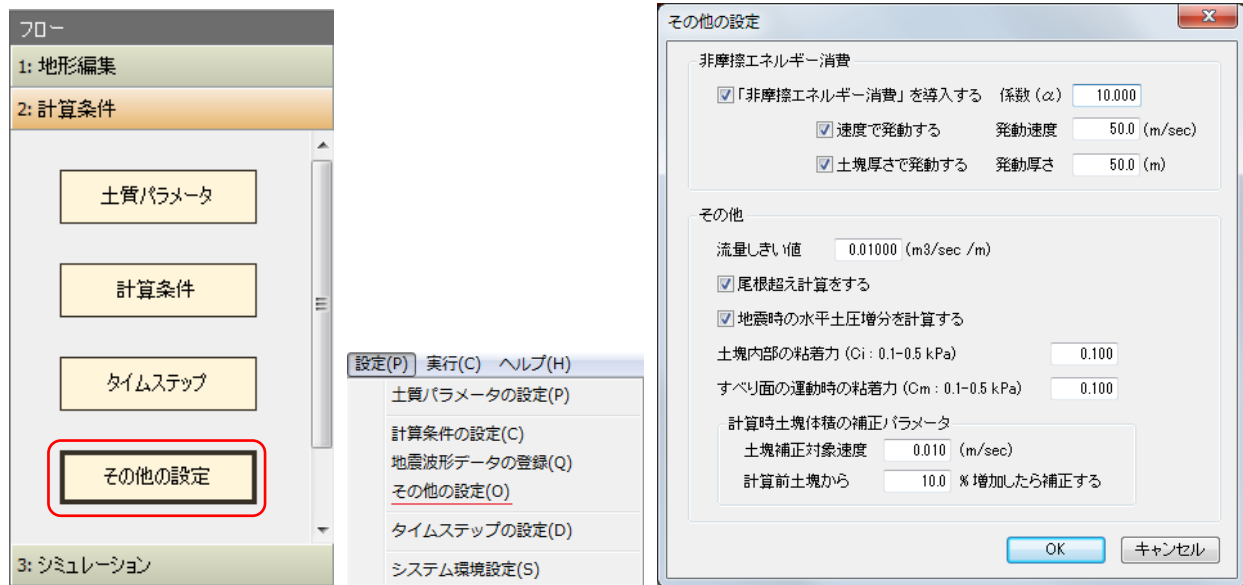 フロー
1: 地形編集
2: 計算条件
土質パラメータ
計算条件
タイムステップ
その他の設定
3: シミュレーション
設定(P) 実行(C) ヘルプ(H)
土質パラメータの設定(P)
計算条件の設定(C)
地震波形データの登録(Q)
その他の設定(O)
タイムステップの設定(D)
システム環境設定(S)
その他の設定
非摩擦エネルギー消費
「非摩擦エネルギー消費」を導入する 係数(α) 10.000
速度で発動する 発動速度 50.0 (m/sec)
土塊厚さで発動する 発動厚さ 50.0 (m)
その他
流量しきい値 0.01000 (m3/sec /m)
尾根超え計算をする
地震時の水平土圧増分を計算する
土塊内部の粘着力 (Ci : 0.1-0.5 kPa) 0.100
すべり面の運動時の粘着力 (Cm : 0.1-0.5 kPa) 0.100
計算時土塊体積の補正パラメータ
土塊補正対象速度 0.010 (m/sec)
計算前土塊から 10.0 %増加したら補正する
OK キャンセル